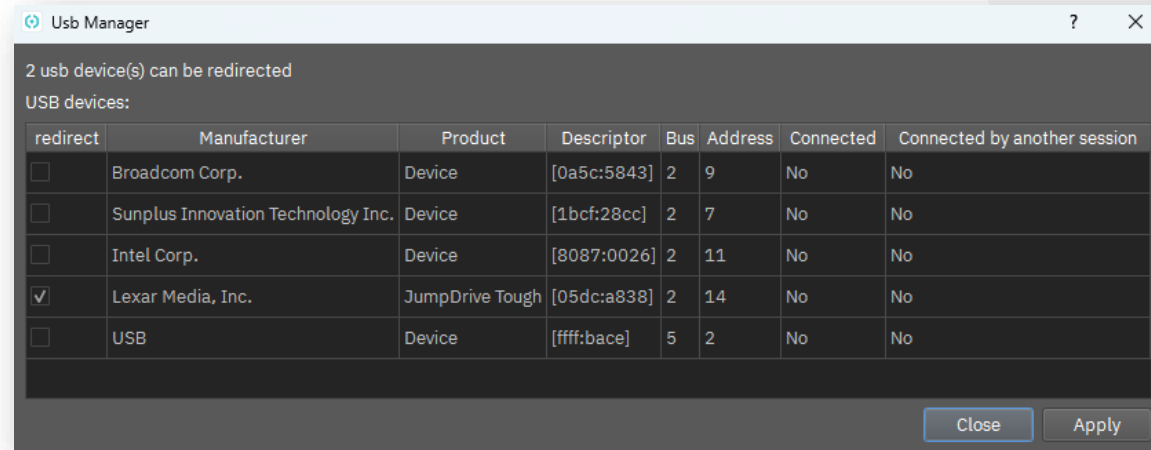 Usb Manager
2 usb device(s) can be redirected
USB devices:
redirect Manufacturer Product Descriptor Bus Address Connected Connected by another session
Broadcom Corp. Device [0a5c:5843] 2 9 No No
Sunplus Innovation Technology Inc. Device [1bcf:28cc] 2 7 No No
Intel Corp. Device [8087:0026] 2 11 No No
Lexar Media, Inc. JumpDrive Tough [05dc:a838] 2 14 No No
USB Device [ffff:bace] 5 2 No No
Close Apply